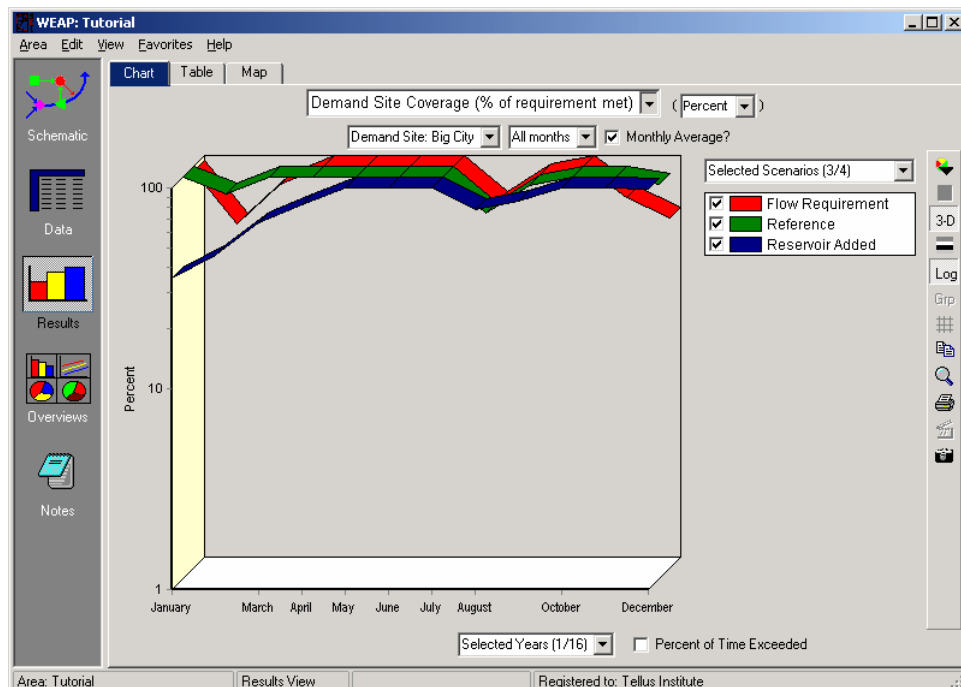 WEAP: Tutorial
Area Edit View Favorites Help
Chart Table Map
Schematic
Data
Results
Overviews
Notes
Demand Site Coverage (% of requirement met) ( Percent )
Demand Site: Big City All months Monthly Average?
Selected Scenarios (3/4)
Flow Requirement
Reference
Reservoir Added
3-D
Log
Grp
Percent
100
10
1
January March April May June July August October December
Selected Years (1/16) Percent of Time Exceeded
Area: Tutorial Results View Registered to: Tellus Institute